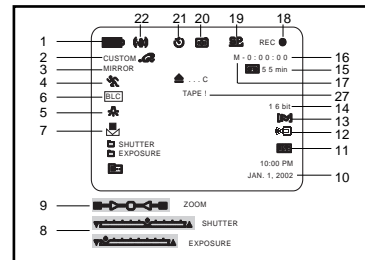 22 21 20 19 18
1 REC
2 CUSTOM M - 0 : 0 0 : 0 0 16
3 MIRROR 5 5 min 15
4 . . . C 17
TAPE ! 27
6 BLC 1 6 bit 14
5 13
7 12
SHUTTER
EXPOSURE 11
10:00 PM
JAN. 1, 2002 10
9 ZOOM
8 SHUTTER
EXPOSURE